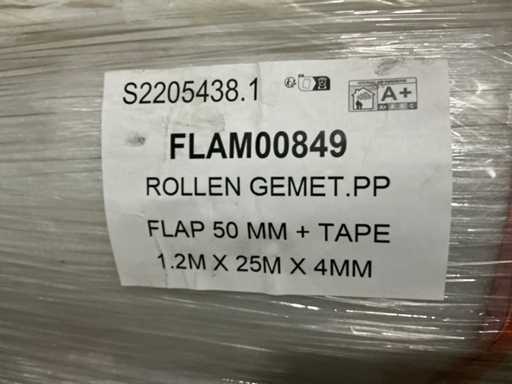 S2205438.1
A+
FLAM00849
ROLLEN GEMET.PP
FLAP 50 MM + TAPE
1.2M X 25M X 4MM